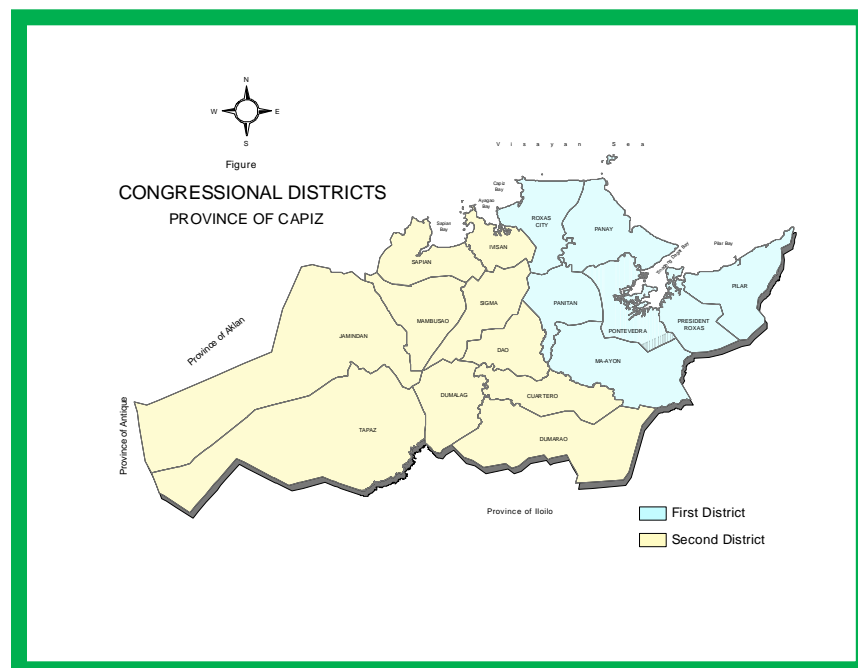 N
W E
S
Figure
CONGRESSIONAL DISTRICTS
PROVINCE OF CAPIZ
Visayan Sea
Capiz
Bay
Ayagao
Bay
Sapian
Bay
ROXAS
CITY
PANAY
IVISAN
SAPIAN
Pilar Bay
PILAR
SIGMA
PANITAN
MAMBUSAO
PRESIDENT
ROXAS
PONTEVEDRA
JAMINDAN
Province of Aklan
DAO
MA-AYON
DUMALAG
CUARTERO
Province of Antique
TAPAZ
DUMARAO
Province of Iloilo
First District
Second District